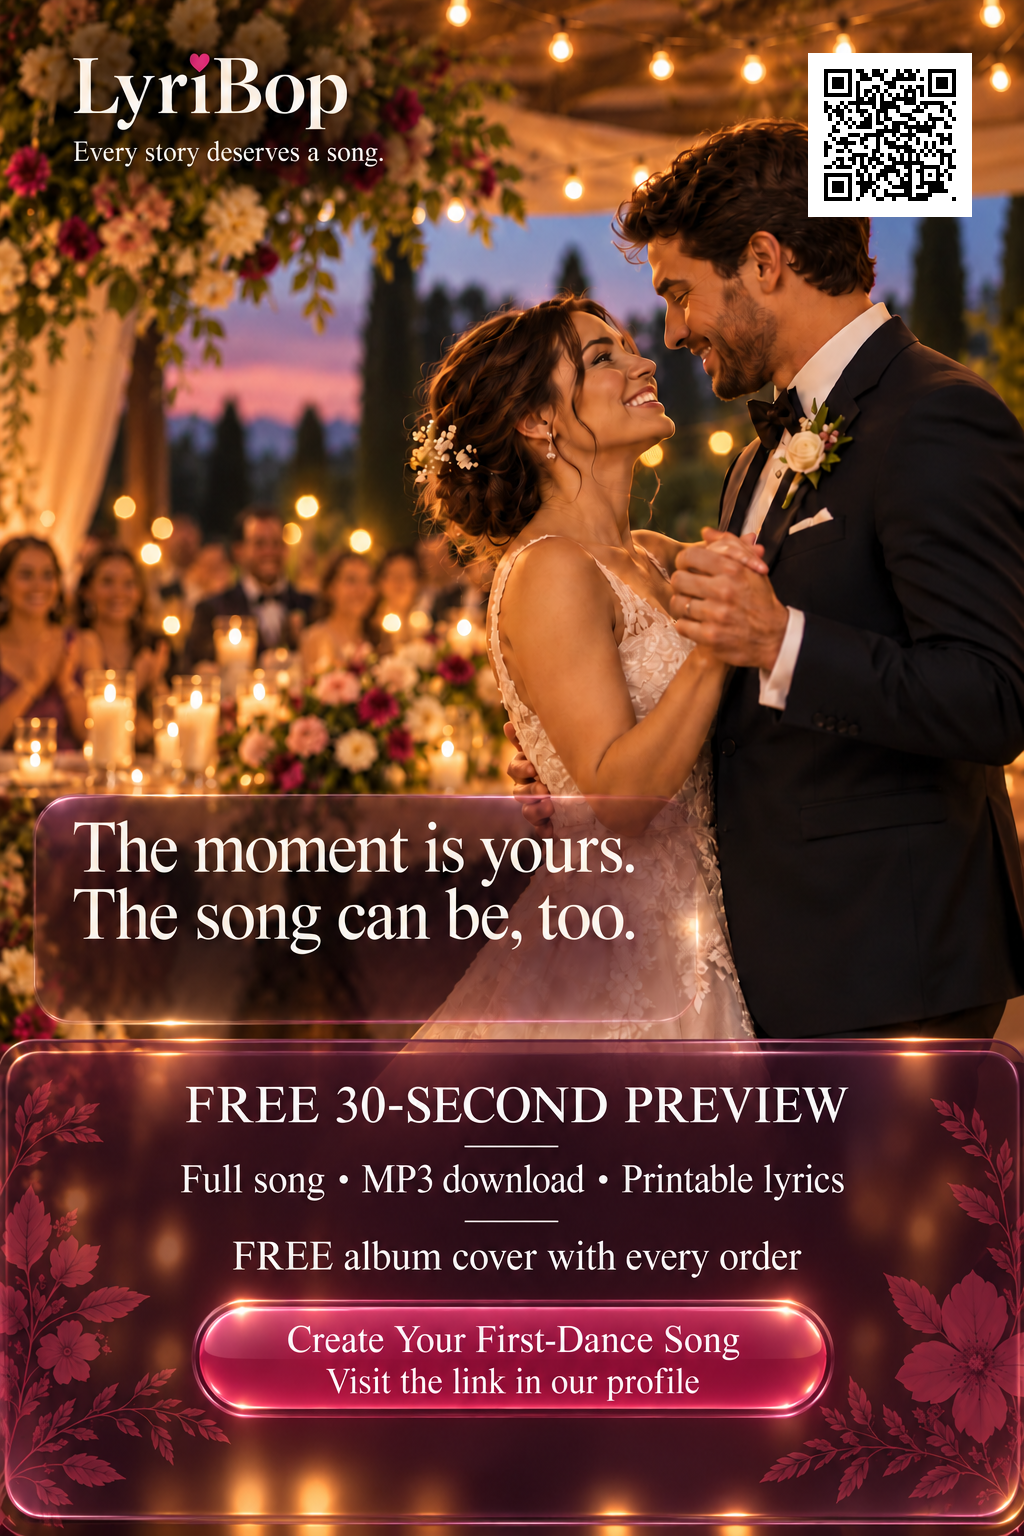 LyriBop
Every story deserves a song.
The moment is yours.
The song can be, too.
FREE 30-SECOND PREVIEW
Full song • MP3 download • Printable lyrics
FREE album cover with every order
Create Your First-Dance Song
Visit the link in our profile